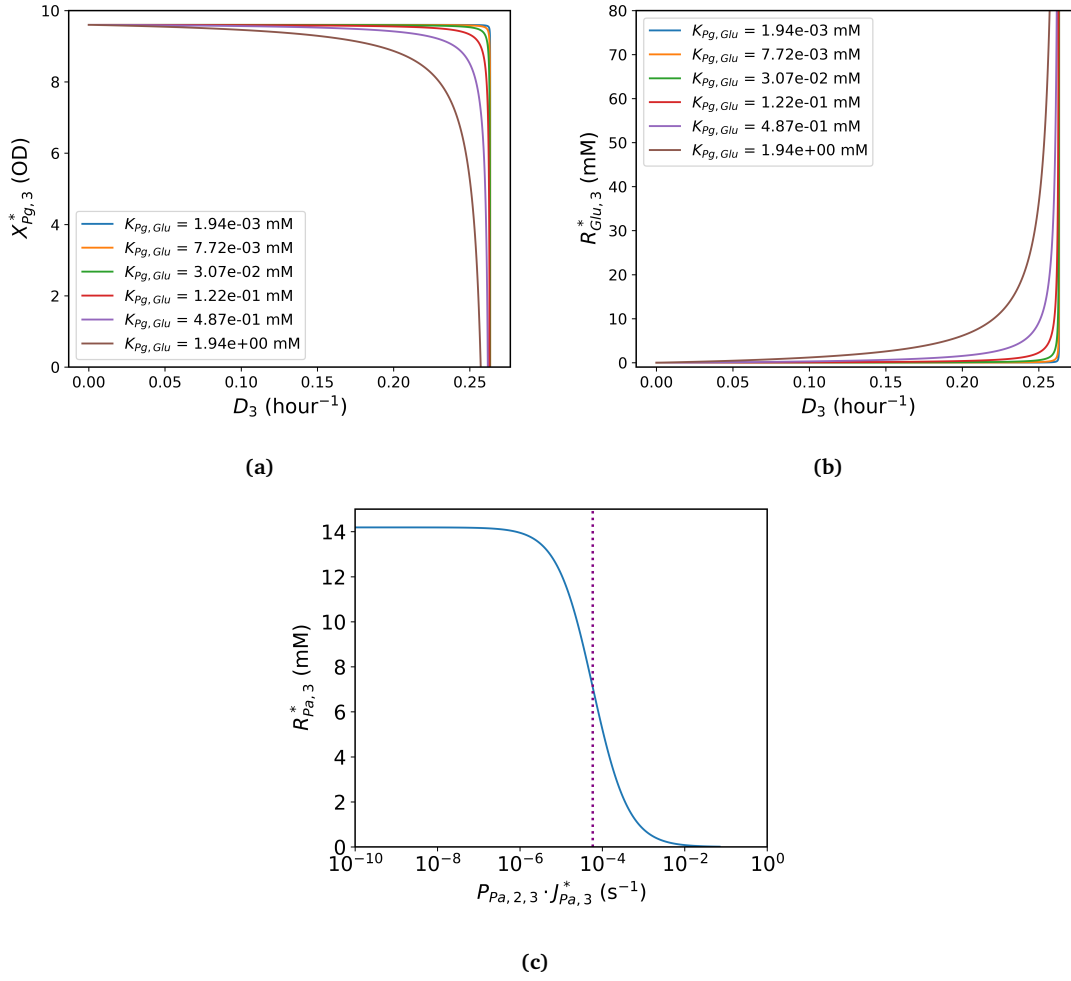 10
8
6
4
2
0
X*Pg, 3 (OD)
KPg, Glu = 1.94e-03 mM
KPg, Glu = 7.72e-03 mM
KPg, Glu = 3.07e-02 mM
KPg, Glu = 1.22e-01 mM
KPg, Glu = 4.87e-01 mM
KPg, Glu = 1.94e+00 mM
0.00 0.05 0.10 0.15 0.20 0.25
D3 (hour−1)
(a)
80
70
60
50
40
30
20
10
0
R*Glu, 3 (mM)
KPg, Glu = 1.94e-03 mM
KPg, Glu = 7.72e-03 mM
KPg, Glu = 3.07e-02 mM
KPg, Glu = 1.22e-01 mM
KPg, Glu = 4.87e-01 mM
KPg, Glu = 1.94e+00 mM
0.00 0.05 0.10 0.15 0.20 0.25
D3 (hour−1)
(b)
14
12
10
8
6
4
2
0
R*Pa, 3 (mM)
10−10 10−8 10−6 10−4 10−2 100
PPa, 2, 3 · J*Pa, 3 (s−1)
(c)